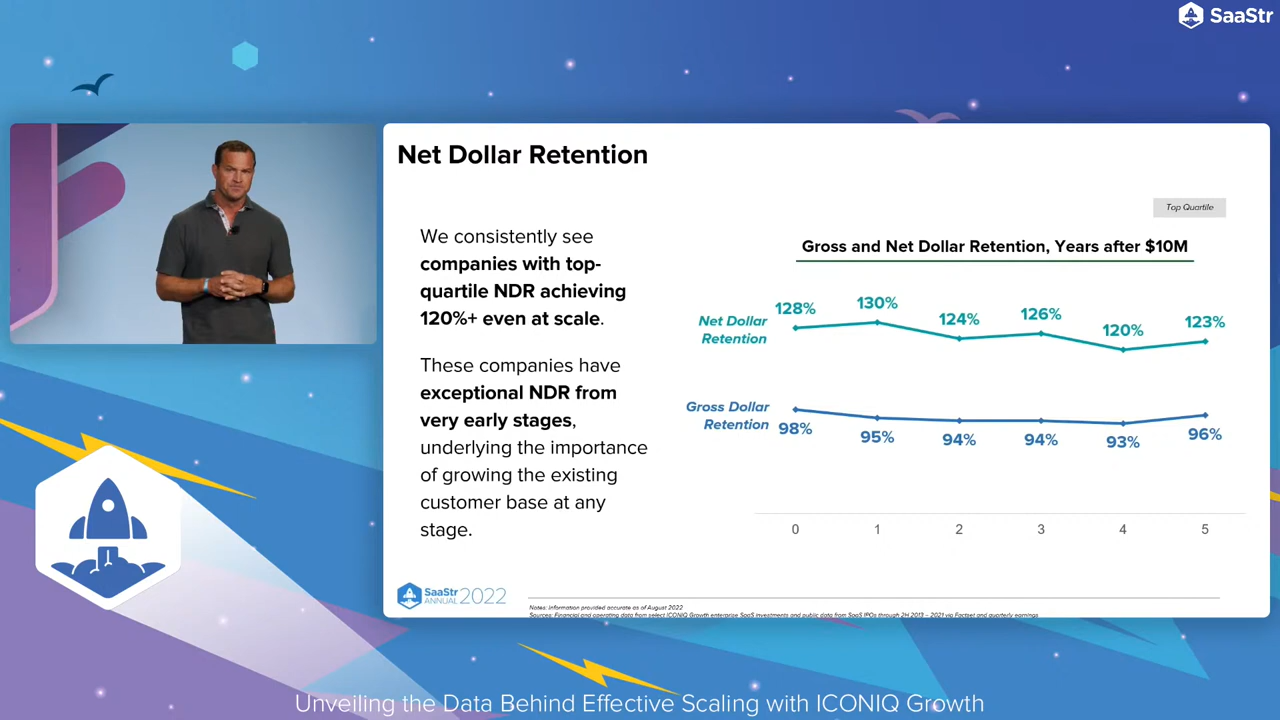 SaaStr
Net Dollar Retention
We consistently see
companies with top-
quartile NDR achieving
120%+ even at scale.
These companies have
exceptional NDR from
very early stages,
underlying the importance
of growing the existing
customer base at any
stage.
Top Quartile
Gross and Net Dollar Retention, Years after $10M
Net Dollar
Retention
128% 130% 124% 126% 120% 123%
Gross Dollar
Retention
98% 95% 94% 94% 93% 96%
0 1 2 3 4 5
SaaStr
ANNUAL 2022
Notes: Information provided accurate as of August 2022
Sources: Financial and operating data from select ICONIQ Growth enterprise SaaS investments and public data from SaaS IPOs through 2H 2013 – 2021 via Factset and quarterly earnings
Unveiling the Data Behind Effective Scaling with ICONIQ Growth